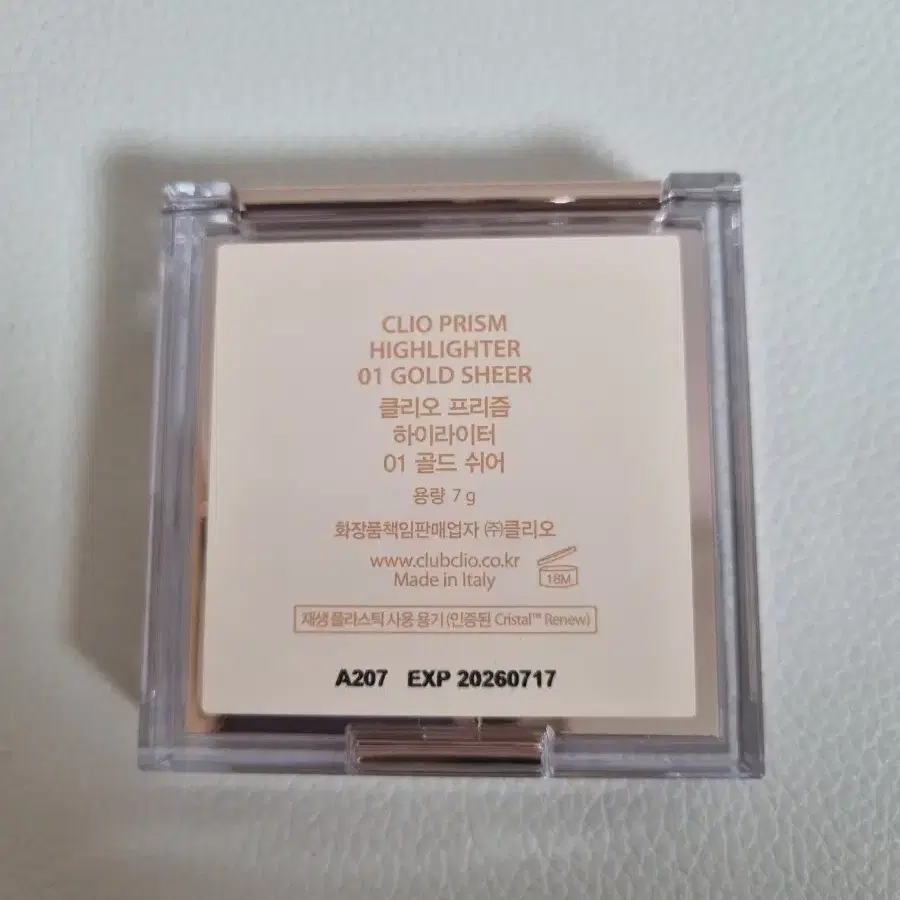 CLIO PRISM
HIGHLIGHTER
01 GOLD SHEER
클리오 프리즘
하이라이터
01 골드 쉬어
용량 7 g
화장품책임판매업자 ㈜클리오
www.clubclio.co.kr
Made in Italy
18M
재생 플라스틱 사용 용기 (인증된 Cristal™ Renew)
A207 EXP 20260717